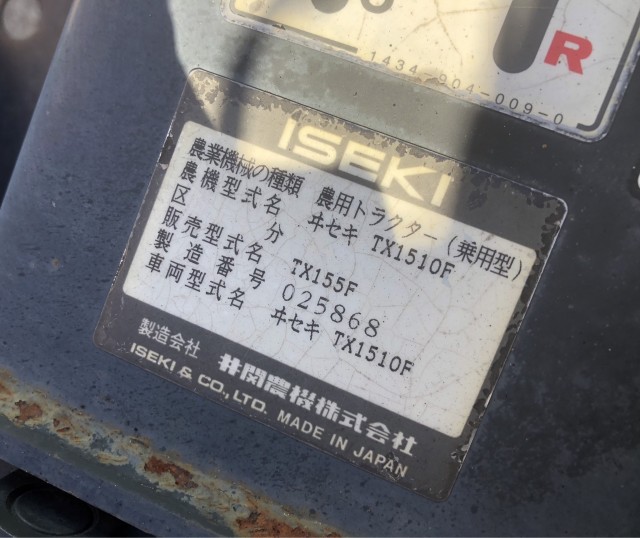 R
1434-904-009-0
ISEKI
農業機械の種類 農用トラクター(乗用型)
農機型式名 ヰセキ TX1510F
区分
販売型式名 TX155F
製造番号 025868
車両型式名 ヰセキ TX1510F
製造会社 井関農機株式会社
ISEKI & CO., LTD. MADE IN JAPAN